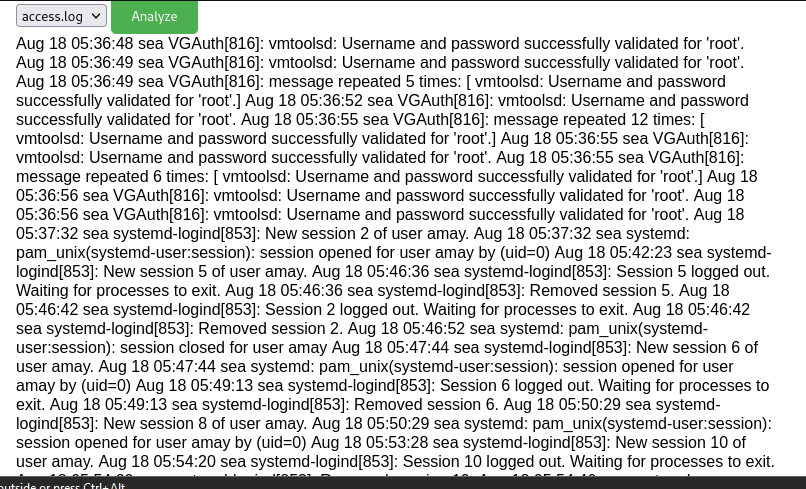 access.log
Analyze
Aug 18 05:36:48 sea VGAuth[816]: vmtoolsd: Username and password successfully validated for 'root'.
Aug 18 05:36:49 sea VGAuth[816]: vmtoolsd: Username and password successfully validated for 'root'.
Aug 18 05:36:49 sea VGAuth[816]: message repeated 5 times: [ vmtoolsd: Username and password
successfully validated for 'root'.] Aug 18 05:36:52 sea VGAuth[816]: vmtoolsd: Username and password
successfully validated for 'root'. Aug 18 05:36:55 sea VGAuth[816]: message repeated 12 times: [
vmtoolsd: Username and password successfully validated for 'root'.] Aug 18 05:36:55 sea VGAuth[816]:
vmtoolsd: Username and password successfully validated for 'root'. Aug 18 05:36:55 sea VGAuth[816]:
message repeated 6 times: [ vmtoolsd: Username and password successfully validated for 'root'.] Aug 18
05:36:56 sea VGAuth[816]: vmtoolsd: Username and password successfully validated for 'root'. Aug 18
05:36:56 sea VGAuth[816]: vmtoolsd: Username and password successfully validated for 'root'. Aug 18
05:37:32 sea systemd-logind[853]: New session 2 of user amay. Aug 18 05:37:32 sea systemd:
pam_unix(systemd-user:session): session opened for user amay by (uid=0) Aug 18 05:42:23 sea systemd-
logind[853]: New session 5 of user amay. Aug 18 05:46:36 sea systemd-logind[853]: Session 5 logged out.
Waiting for processes to exit. Aug 18 05:46:36 sea systemd-logind[853]: Removed session 5. Aug 18
05:46:42 sea systemd-logind[853]: Session 2 logged out. Waiting for processes to exit. Aug 18 05:46:42
sea systemd-logind[853]: Removed session 2. Aug 18 05:46:52 sea systemd: pam_unix(systemd-
user:session): session closed for user amay Aug 18 05:47:44 sea systemd-logind[853]: New session 6 of
user amay. Aug 18 05:47:44 sea systemd: pam_unix(systemd-user:session): session opened for user
amay by (uid=0) Aug 18 05:49:13 sea systemd-logind[853]: Session 6 logged out. Waiting for processes to
exit. Aug 18 05:49:13 sea systemd-logind[853]: Removed session 6. Aug 18 05:50:29 sea systemd-
logind[853]: New session 8 of user amay. Aug 18 05:50:29 sea systemd: pam_unix(systemd-user:session):
session opened for user amay by (uid=0) Aug 18 05:53:28 sea systemd-logind[853]: New session 10 of
user amay. Aug 18 05:54:20 sea systemd-logind[853]: Session 10 logged out. Waiting for processes to exit.
outside or press Ctrl+Alt